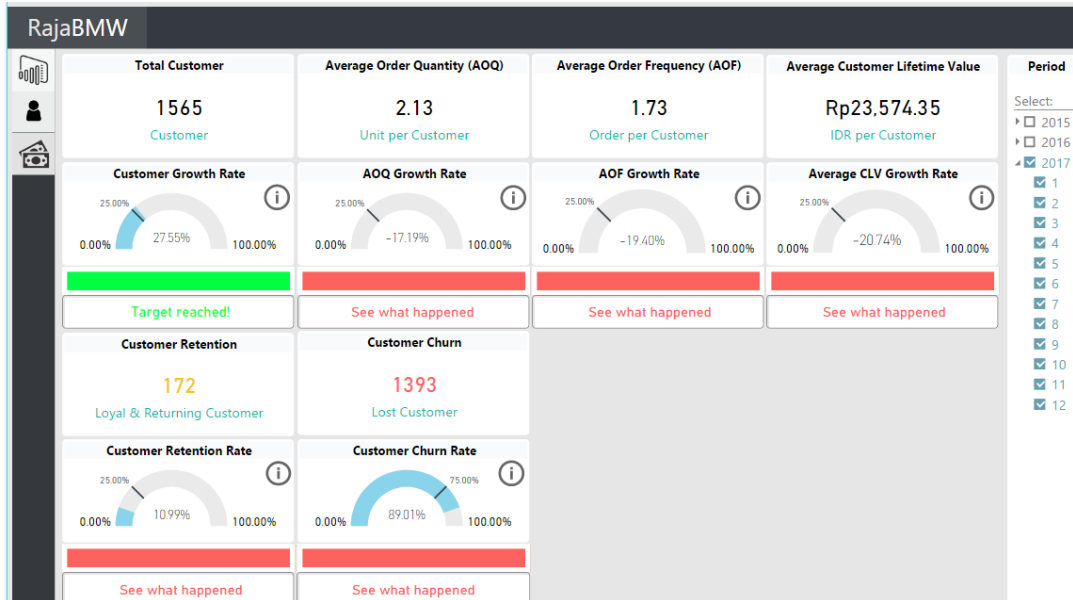 RajaBMW
Total Customer
1565
Customer
Average Order Quantity (AOQ)
2.13
Unit per Customer
Average Order Frequency (AOF)
1.73
Order per Customer
Average Customer Lifetime Value
Rp23,574.35
IDR per Customer
Customer Growth Rate
25.00%
27.55%
0.00%
100.00%
AOQ Growth Rate
25.00%
-17.19%
0.00%
100.00%
AOF Growth Rate
25.00%
-19.40%
0.00%
100.00%
Average CLV Growth Rate
25.00%
-20.74%
0.00%
100.00%
Target reached!
See what happened
See what happened
See what happened
Customer Retention
172
Loyal & Returning Customer
Customer Churn
1393
Lost Customer
Customer Retention Rate
25.00%
10.99%
0.00%
100.00%
Customer Churn Rate
75.00%
89.01%
0.00%
100.00%
See what happened
See what happened
Period
Select:
2015
2016
2017
1
2
3
4
5
6
7
8
9
10
11
12